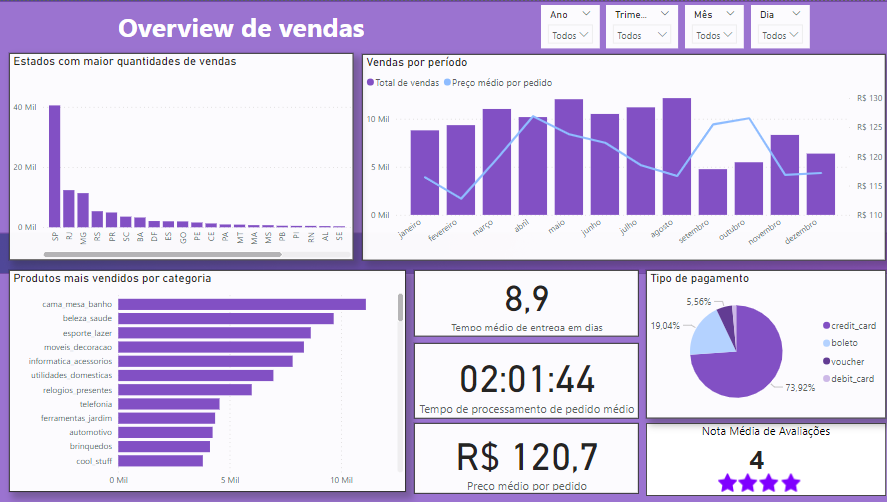 Overview de vendas
Ano
Trime...
Mês
Dia
Todos
Todos
Todos
Todos
Estados com maior quantidades de vendas
40 Mil
20 Mil
0 Mil
SP
RJ
MG
RS
PR
SC
BA
DF
ES
GO
PE
CE
PA
MT
MA
MS
PB
PI
RN
AL
SE
Vendas por período
Total de vendas
Preço médio por pedido
10 Mil
5 Mil
0 Mil
R$ 130
R$ 125
R$ 120
R$ 115
R$ 110
janeiro
fevereiro
março
abril
maio
junho
julho
agosto
setembro
outubro
novembro
dezembro
Produtos mais vendidos por categoria
cama_mesa_banho
beleza_saude
esporte_lazer
moveis_decoracao
informatica_acessorios
utilidades_domesticas
relogios_presentes
telefonia
ferramentas_jardim
automotivo
brinquedos
cool_stuff
0 Mil
5 Mil
10 Mil
8,9
Tempo médio de entrega em dias
02:01:44
Tempo de processamento de pedido médio
R$ 120,7
Preço médio por pedido
Tipo de pagamento
5,56%
19,04%
73,92%
credit_card
boleto
voucher
debit_card
Nota Média de Avaliações
4